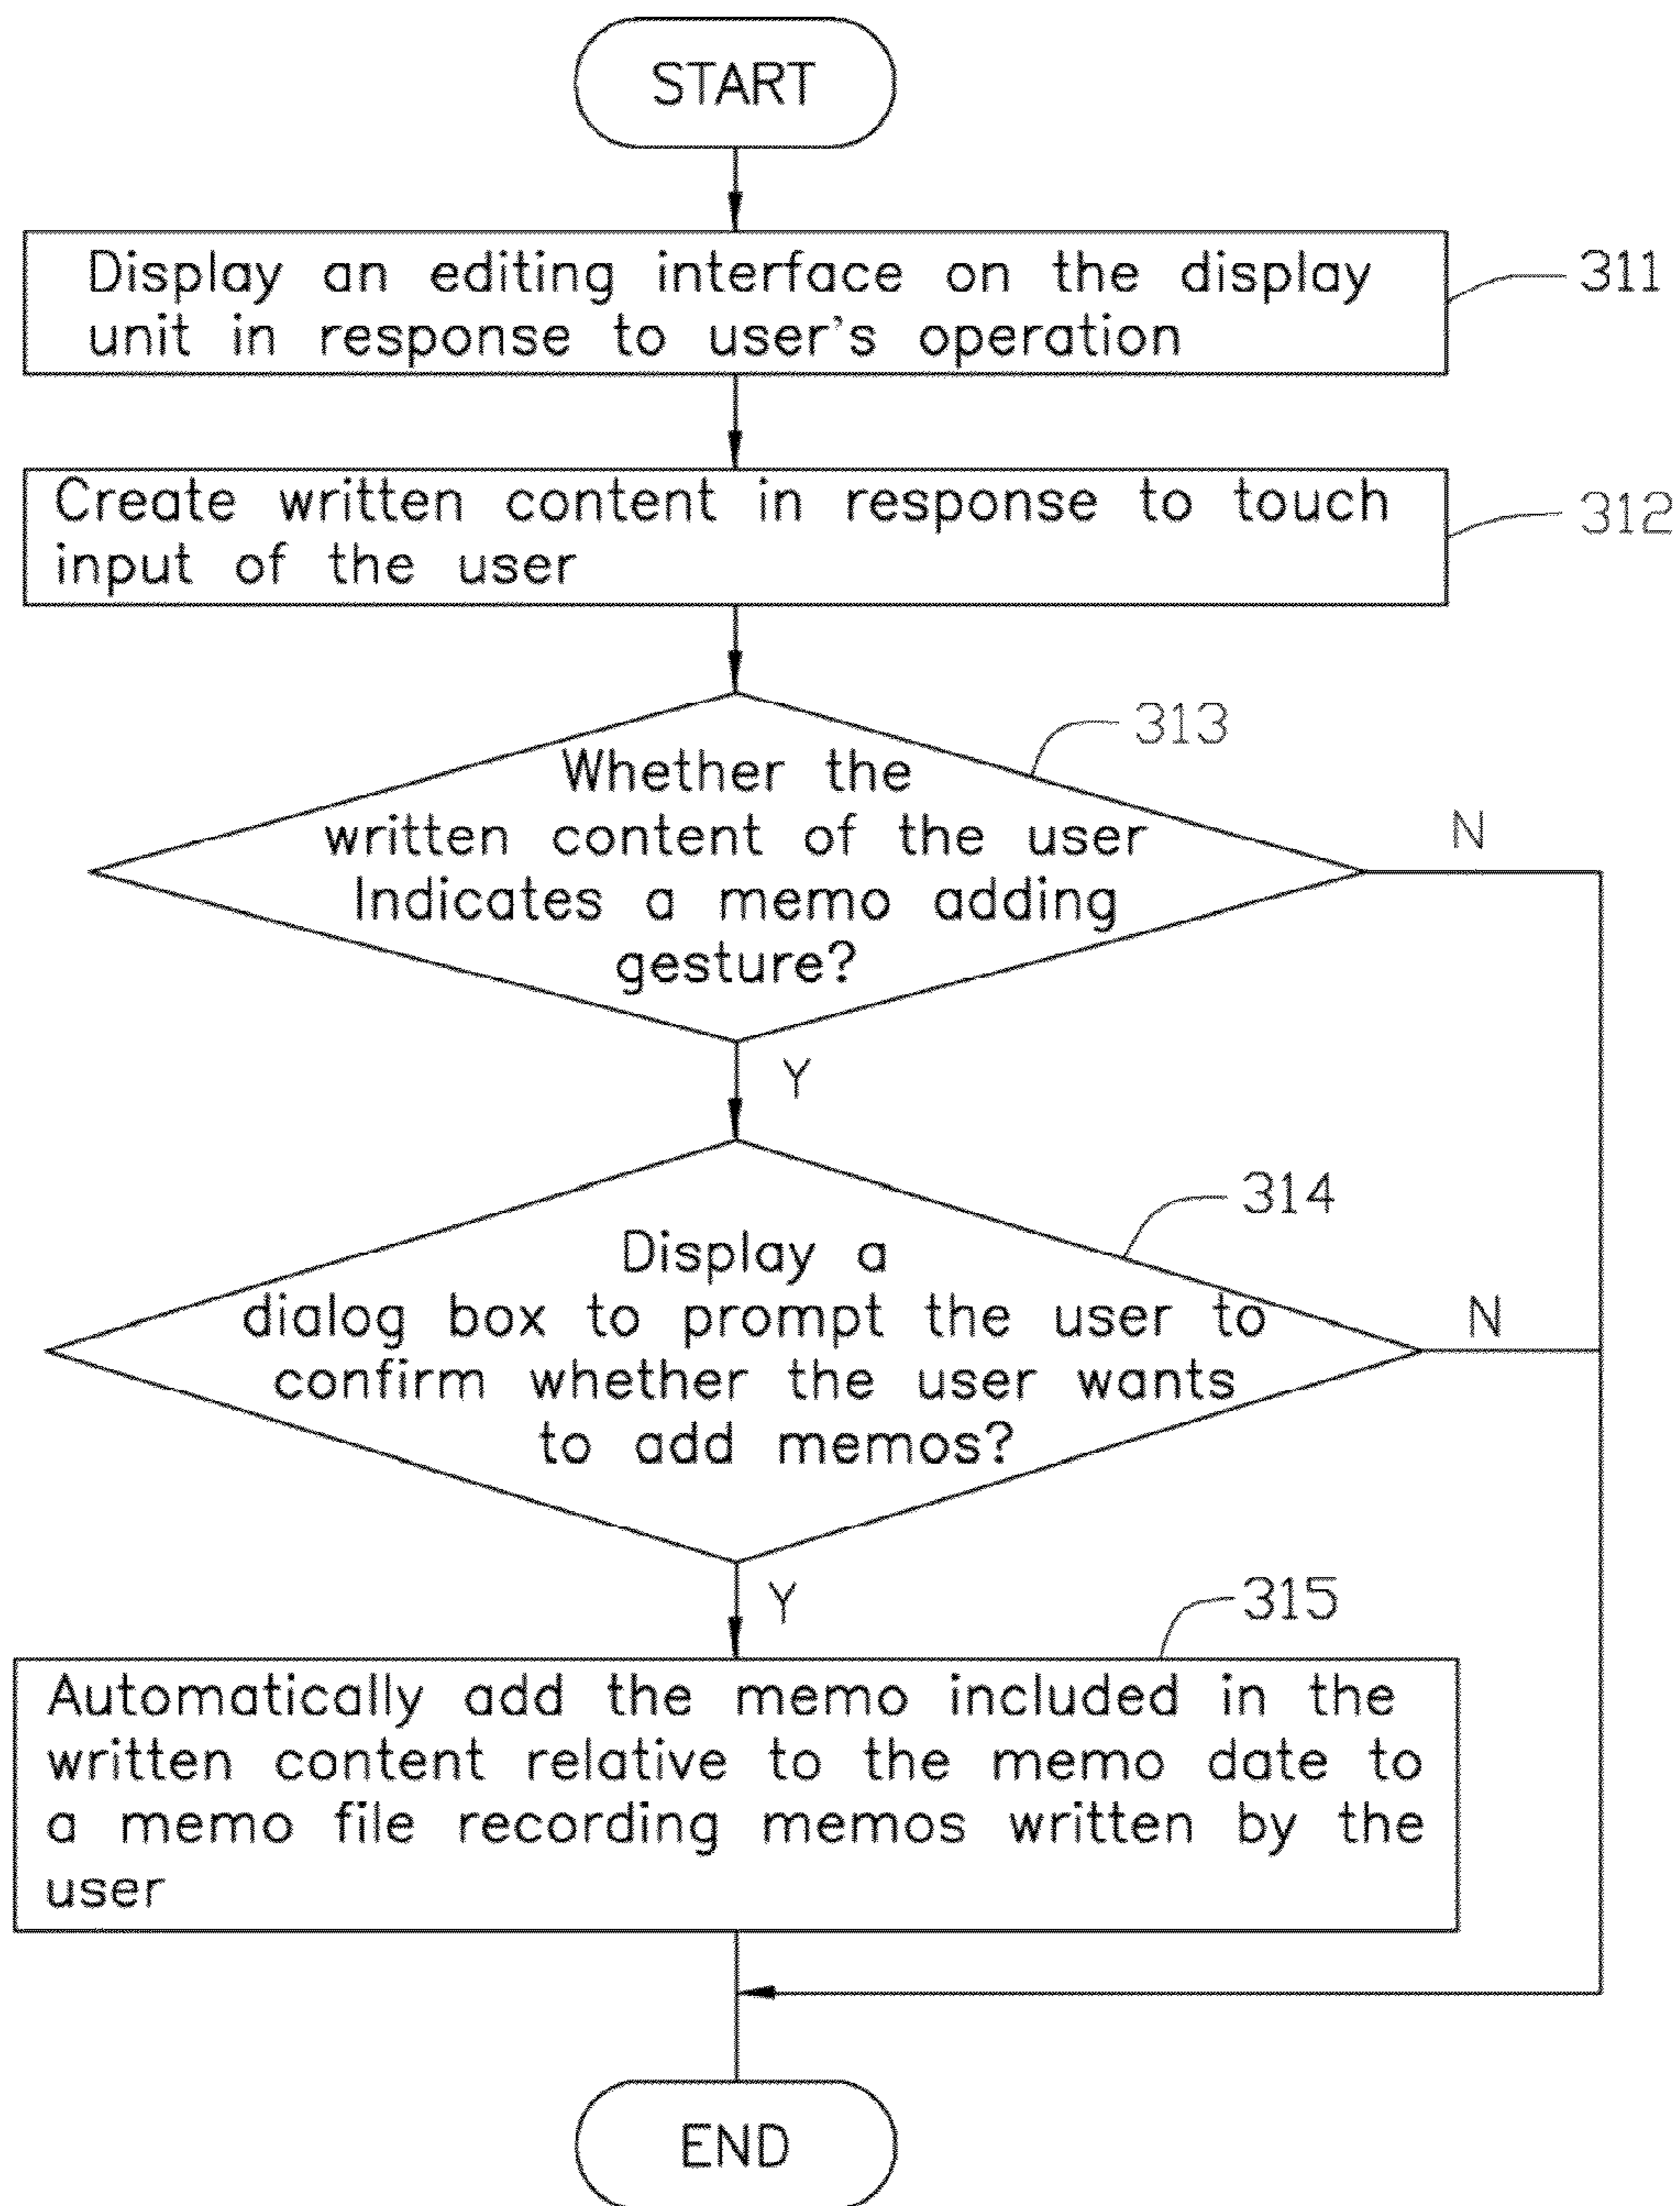 START
Display an editing interface on the display
unit in response to user's operation
311
Create written content in response to touch
input of the user
312
313
Whether the
written content of the user
Indicates a memo adding
gesture?
N
Y
314
Display a
dialog box to prompt the user to
confirm whether the user wants
to add memos?
N
Y
315
Automatically add the memo included in the
written content relative to the memo date to
a memo file recording memos written by the
user
END